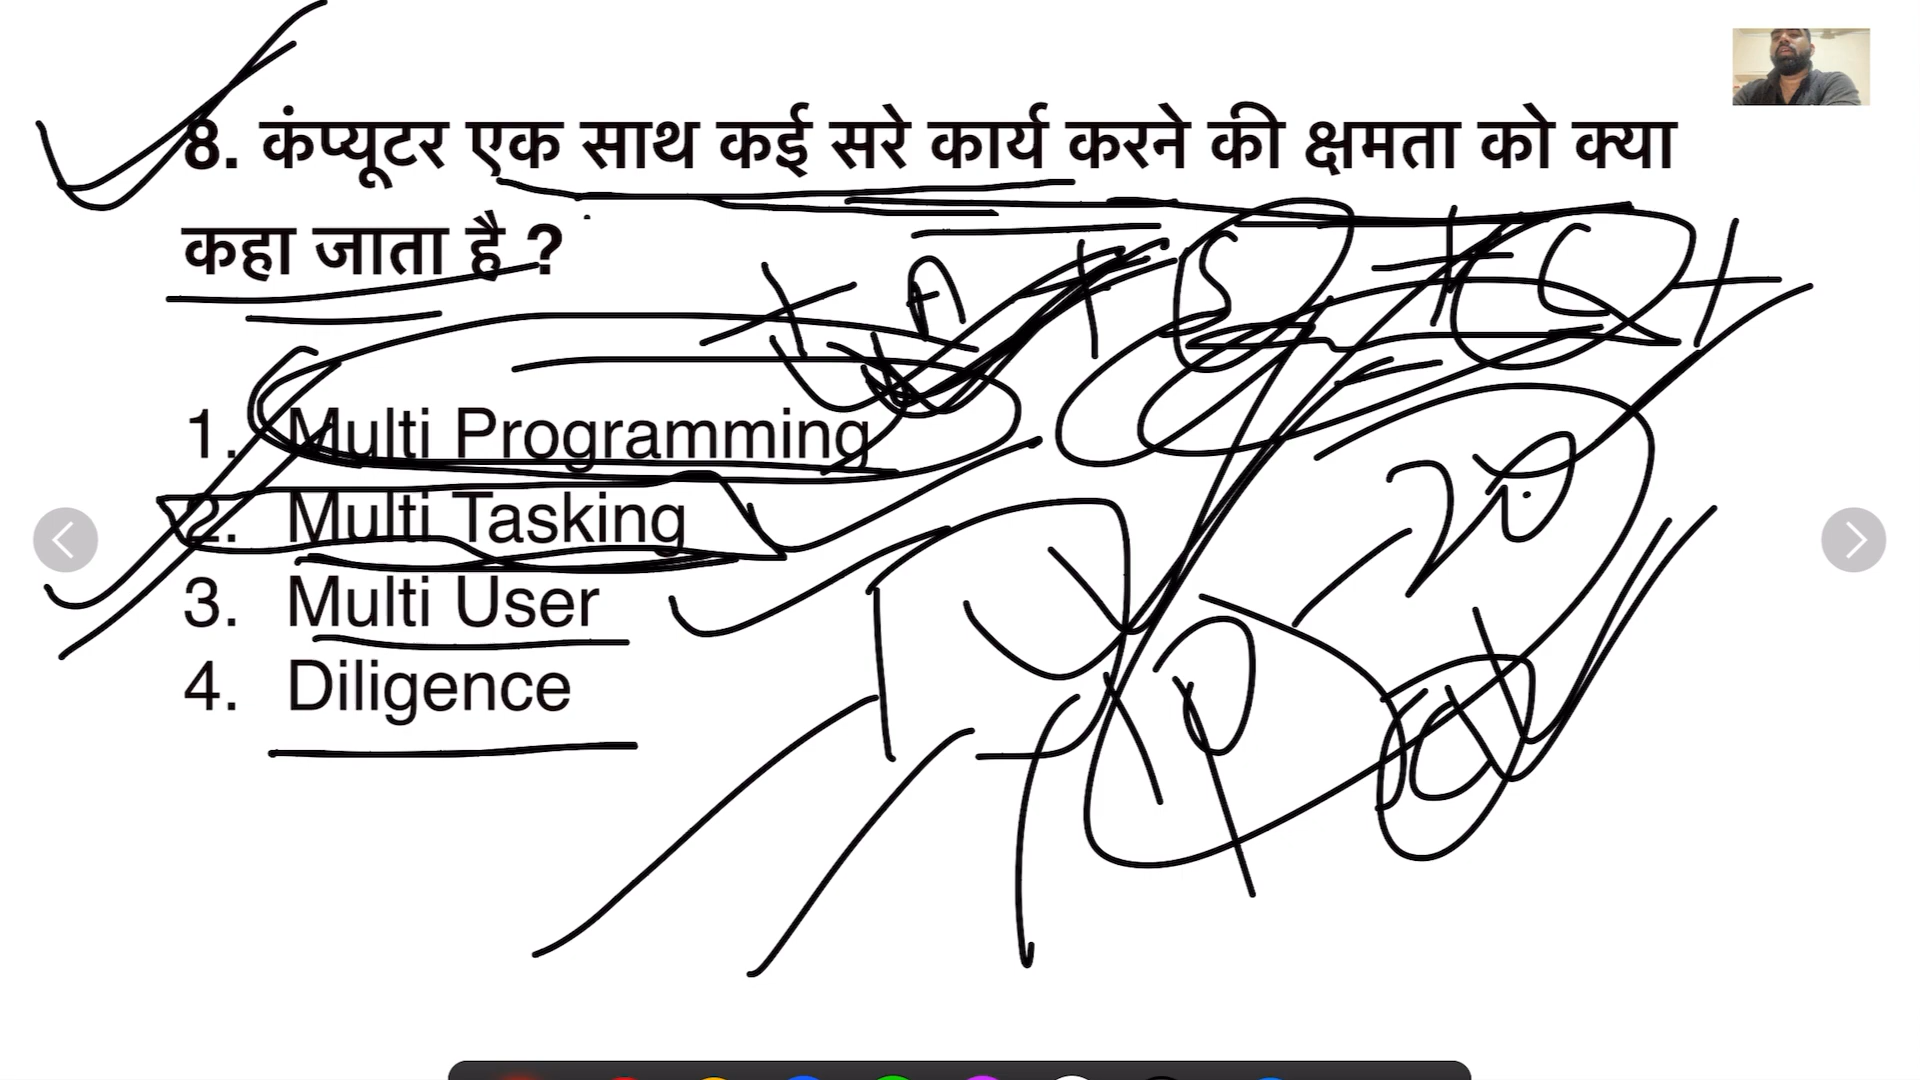 8. कंप्यूटर एक साथ कई सरे कार्य करने की क्षमता को क्या
कहा जाता है ?
1. Multi Programming
2. Multi Tasking
3. Multi User
4. Diligence